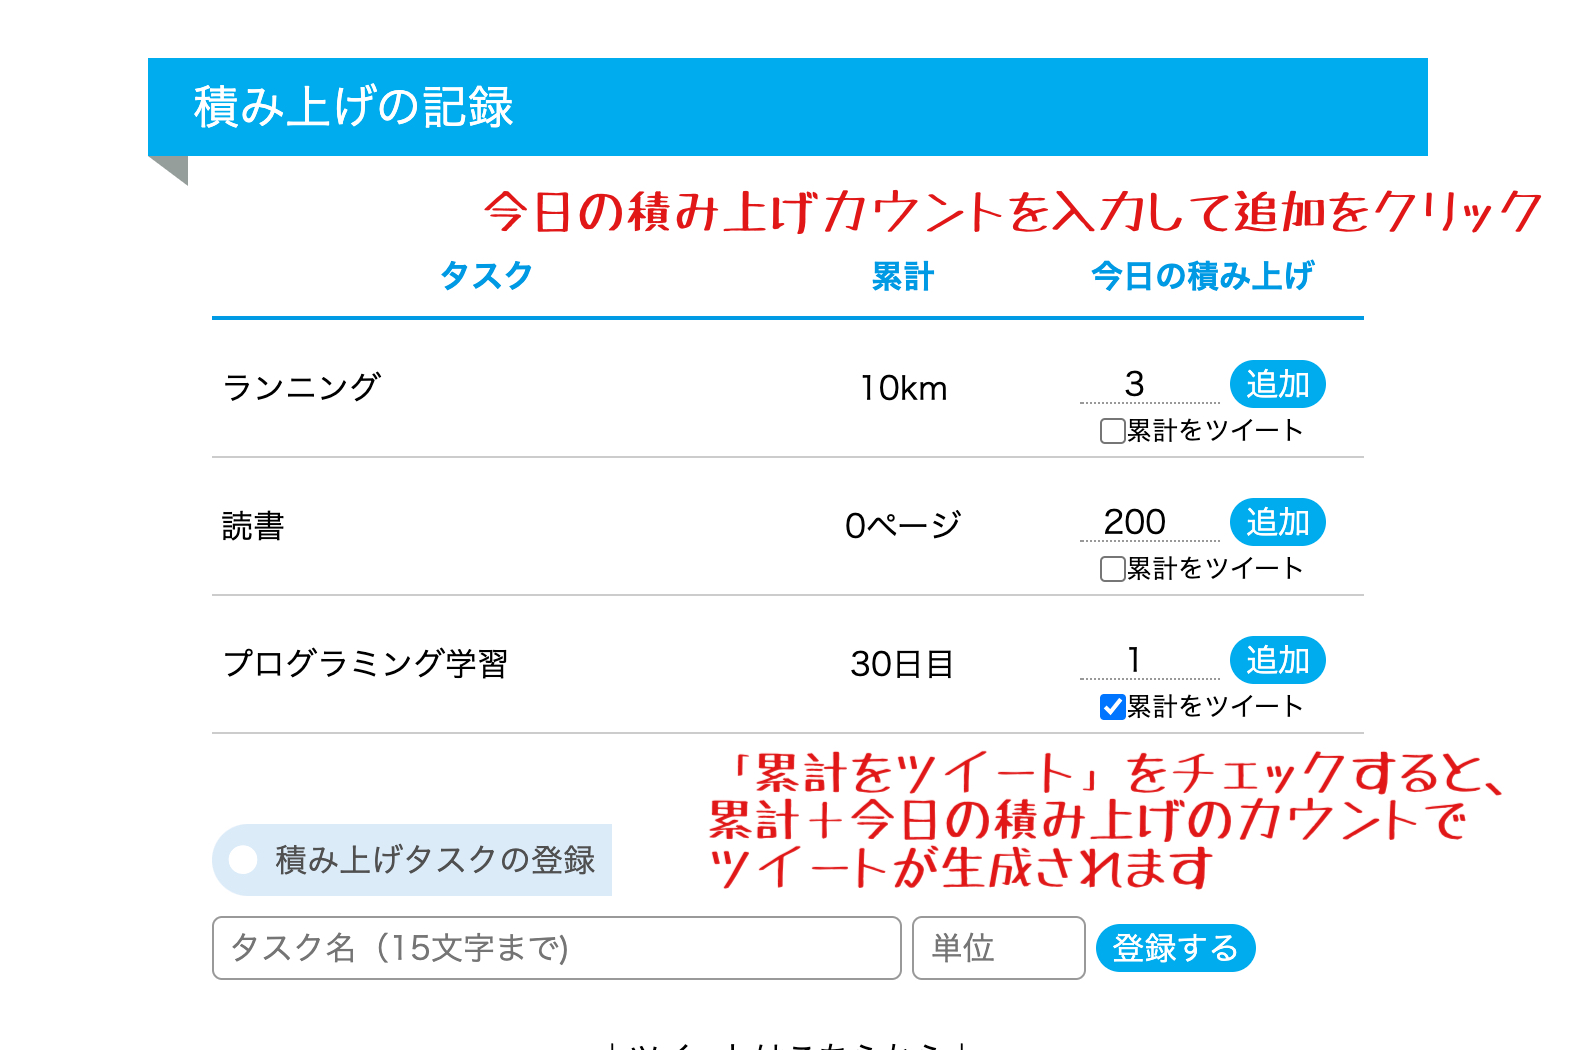 積み上げの記録
今日の積み上げカウントを入力して追加をクリック
タスク 累計 今日の積み上げ
ランニング 10km 3 追加
累計をツイート
読書 0ページ 200 追加
累計をツイート
プログラミング学習 30日目 1 追加
累計をツイート
「累計をツイート」をチェックすると、
累計＋今日の積み上げのカウントで
ツイートが生成されます
積み上げタスクの登録
タスク名（15文字まで) 単位 登録する